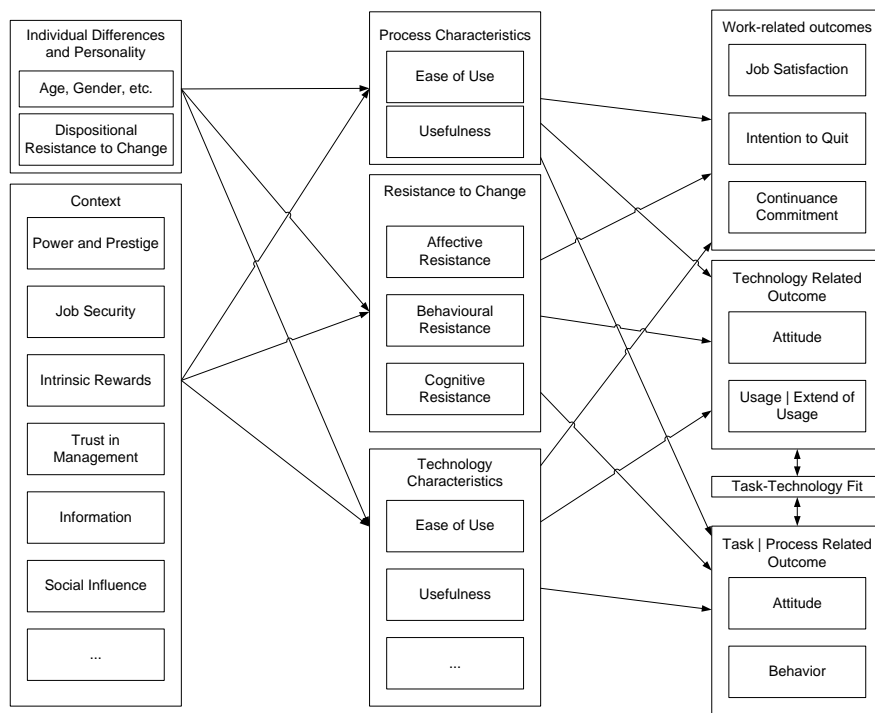 Individual Differences
and Personality
Age, Gender, etc.
Dispositional
Resistance to Change
Context
Power and Prestige
Job Security
Intrinsic Rewards
Trust in
Management
Information
Social Influence
...
Process Characteristics
Ease of Use
Usefulness
Resistance to Change
Affective
Resistance
Behavioural
Resistance
Cognitive
Resistance
Technology
Characteristics
Ease of Use
Usefulness
...
Work-related outcomes
Job Satisfaction
Intention to Quit
Continuance
Commitment
Technology Related
Outcome
Attitude
Usage | Extend of
Usage
Task-Technology Fit
Task | Process Related
Outcome
Attitude
Behavior